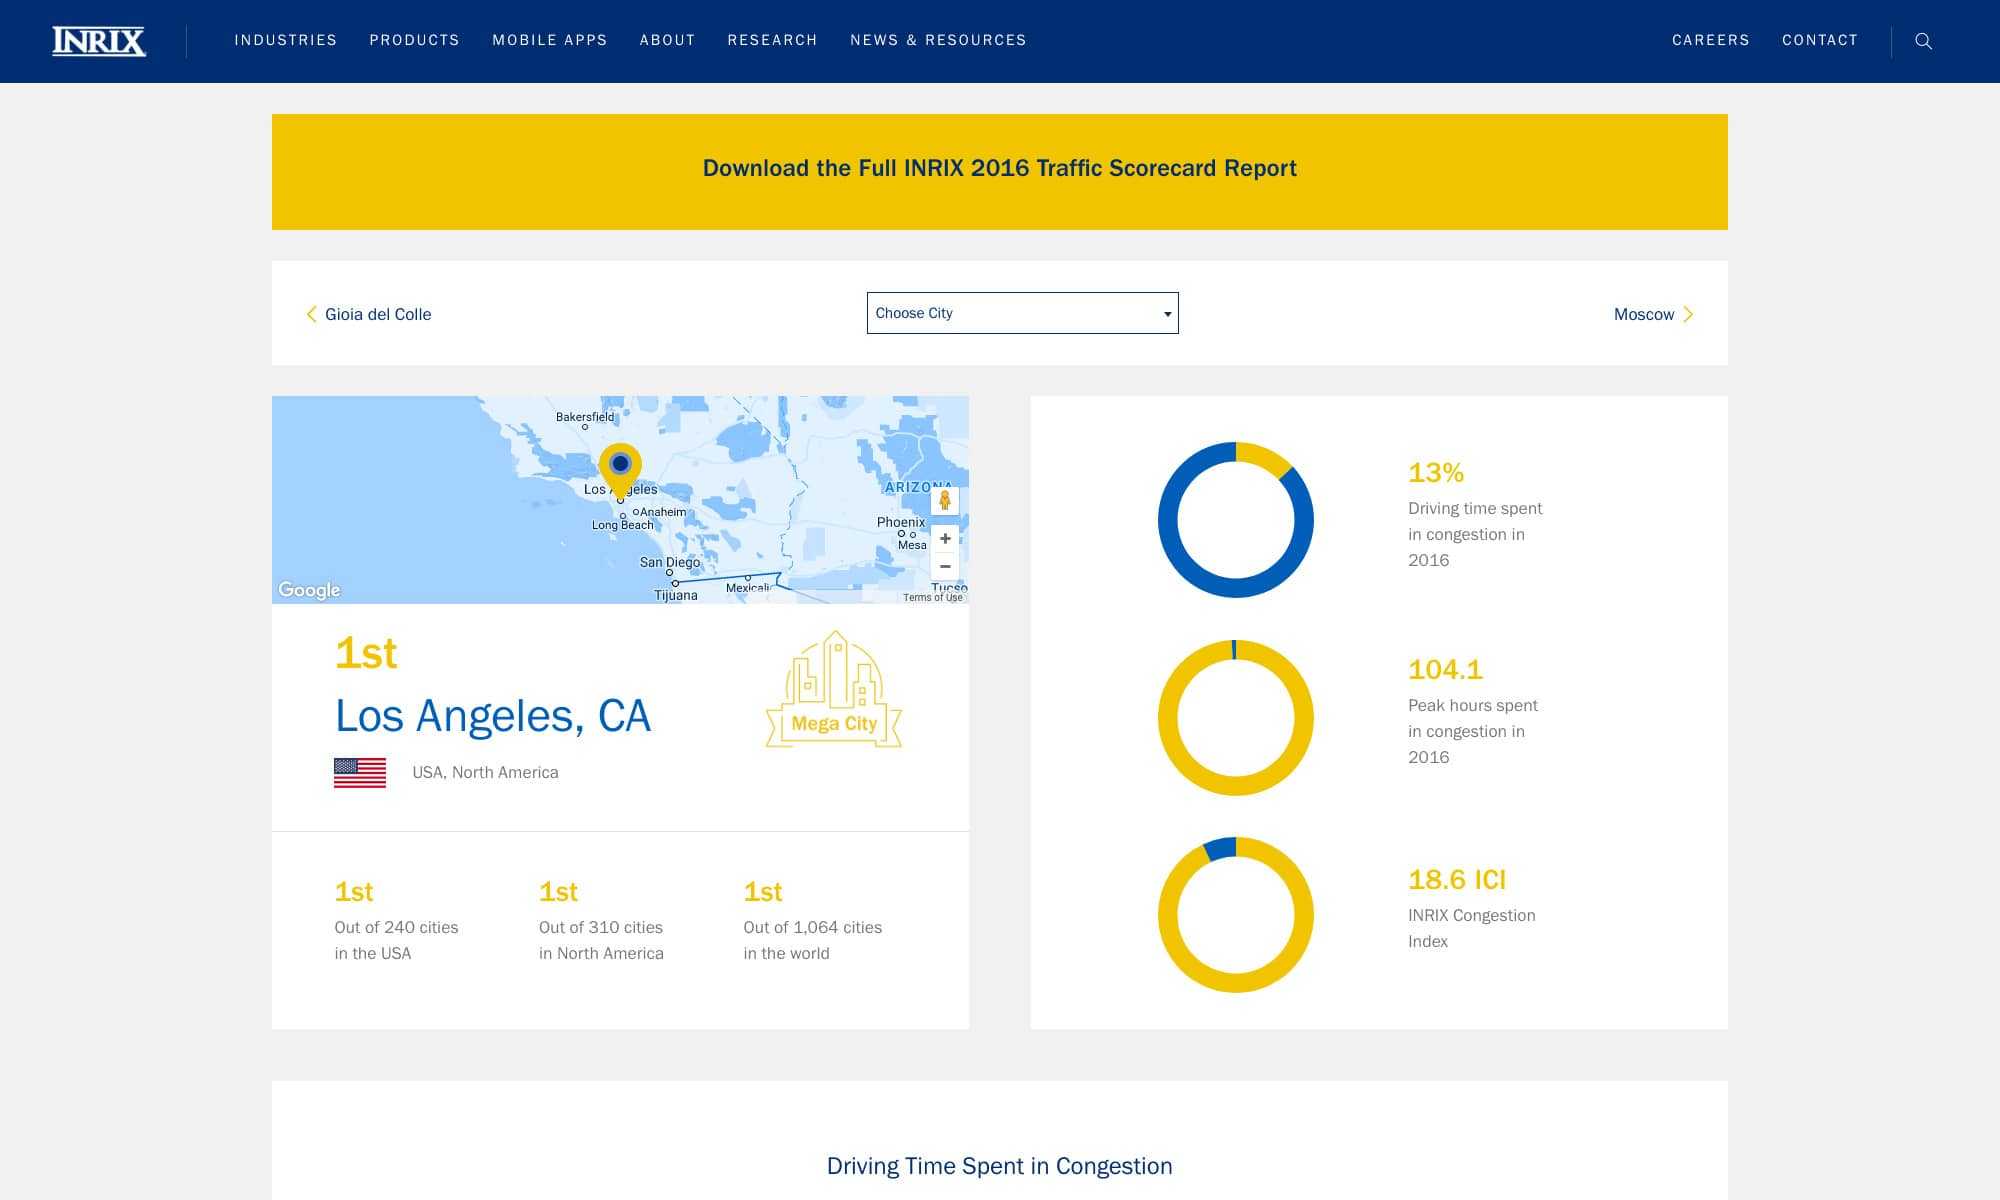 INRIX
INDUSTRIES
PRODUCTS
MOBILE APPS
ABOUT
RESEARCH
NEWS & RESOURCES
CAREERS
CONTACT
Download the Full INRIX 2016 Traffic Scorecard Report
Gioia del Colle
Choose City
Moscow
Bakersfield
Los Angeles
Anaheim
Long Beach
ARIZONA
Phoenix
Mesa
San Diego
Mexicali
Tijuana
Google
Terms of Use
1st
Los Angeles, CA
USA, North America
Mega City
1st
Out of 240 cities
in the USA
1st
Out of 310 cities
in North America
1st
Out of 1,064 cities
in the world
13%
Driving time spent
in congestion in
2016
104.1
Peak hours spent
in congestion in
2016
18.6 ICI
INRIX Congestion
Index
Driving Time Spent in Congestion